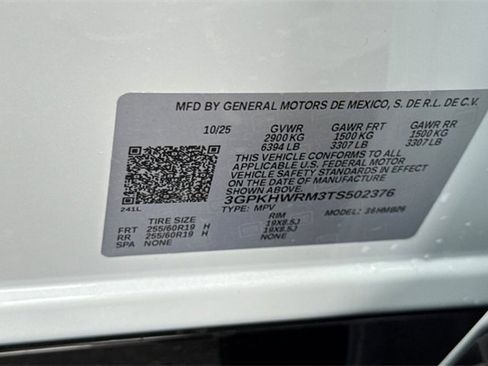 MFD BY GENERAL MOTORS DE MEXICO, S. DE R.L. DE C.V.
10/25 GVWR GAWR FRT GAWR RR
2900 KG 1500 KG 1500 KG
6394 LB 3307 LB 3307 LB
THIS VEHICLE CONFORMS TO ALL
APPLICABLE U.S. FEDERAL MOTOR
VEHICLE SAFETY STANDARDS IN EFFECT
ON THE DATE OF MANUFACTURE
SHOWN ABOVE.
3GPKHWRM3TS502376
TYPE: MPV MODEL: 36HMB26
241L
TIRE SIZE RIM
FRT 255/60R19 H 19X8.5J
RR 255/60R19 H 19X8.5J
SPA NONE NONE